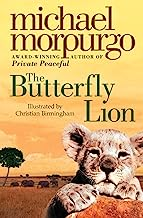 michael
morpurgo
AWARD-WINNING AUTHOR OF
Private Peaceful
The
Butterfly
Lion
Illustrated by
Christian Birmingham